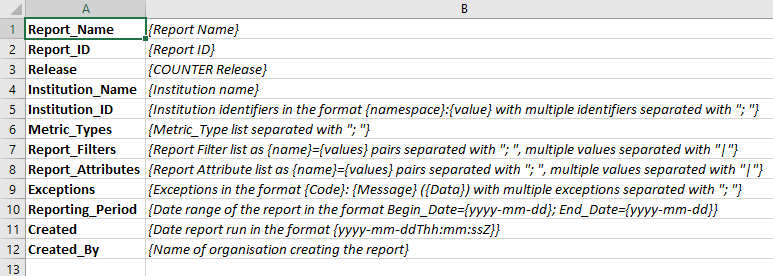 A B
1 Report_Name {Report Name}
2 Report_ID {Report ID}
3 Release {COUNTER Release}
4 Institution_Name {Institution name}
5 Institution_ID {Institution identifiers in the format {namespace}:{value} with multiple identifiers separated with "; "}
6 Metric_Types {Metric_Type list separated with "; "}
7 Report_Filters {Report Filter list as {name}={values} pairs separated with "; ", multiple values separated with "|"}
8 Report_Attributes {Report Attribute list as {name}={values} pairs separated with "; ", multiple values separated with "|"}
9 Exceptions {Exceptions in the format {Code}: {Message} ({Data}) with multiple exceptions separated with "; "}
10 Reporting_Period {Date range of the report in the format Begin_Date={yyyy-mm-dd}; End_Date={yyyy-mm-dd}}
11 Created {Date report run in the format {yyyy-mm-ddThh:mm:ssZ}}
12 Created_By {Name of organisation creating the report}
13